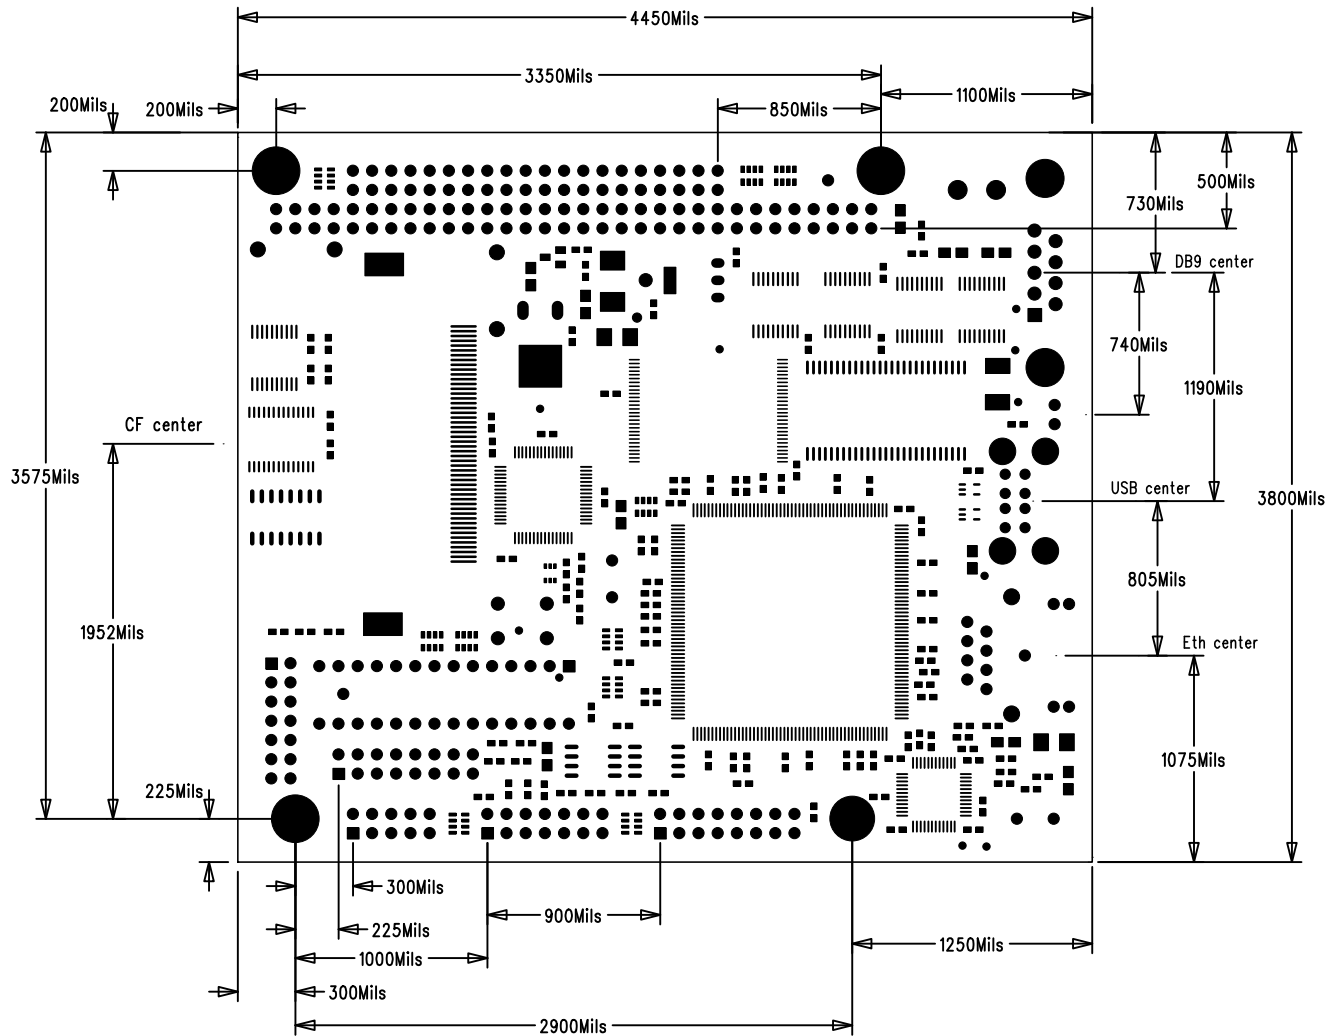 4450Mils
3350Mils
200Mils
200Mils
850Mils
1100Mils
500Mils
730Mils
DB9 center
740Mils
1190Mils
CF center
3575Mils
USB center
3800Mils
805Mils
1952Mils
Eth center
1075Mils
225Mils
300Mils
900Mils
225Mils
1250Mils
1000Mils
300Mils
2900Mils